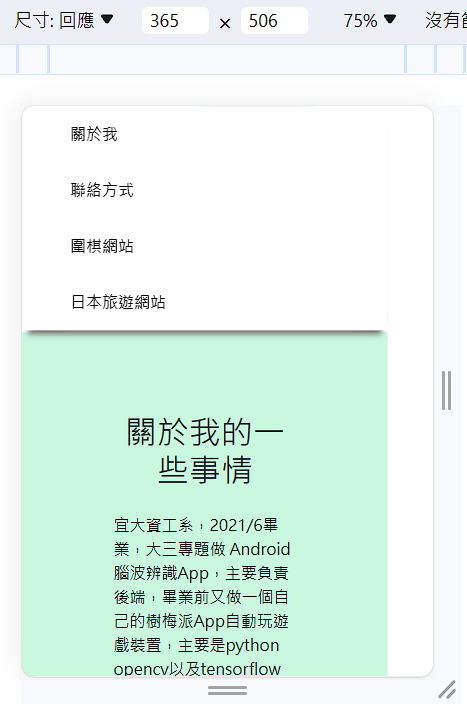 尺寸: 回應 365 × 506 75% 沒有
關於我
聯絡方式
圍棋網站
日本旅遊網站
關於我的一
些事情
宜大資工系，2021/6畢
業，大三專題做 Android
腦波辨識App，主要負責
後端，畢業前又做一個自
己的樹梅派App自動玩遊
戲裝置，主要是python
opencv以及tensorflow